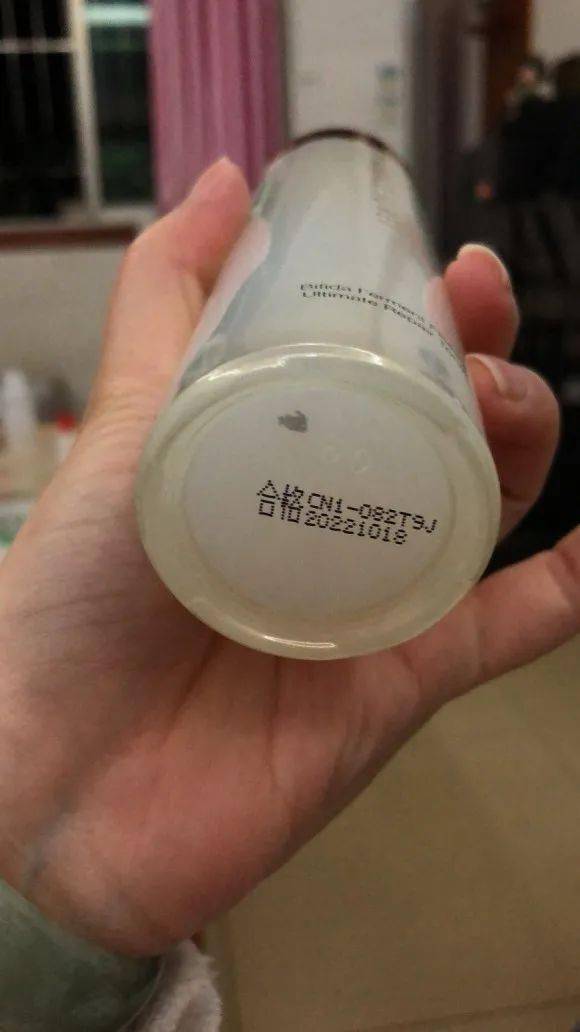 Bifida Ferment
Ultimate Repair
合格 CN1-082T9J
20221018